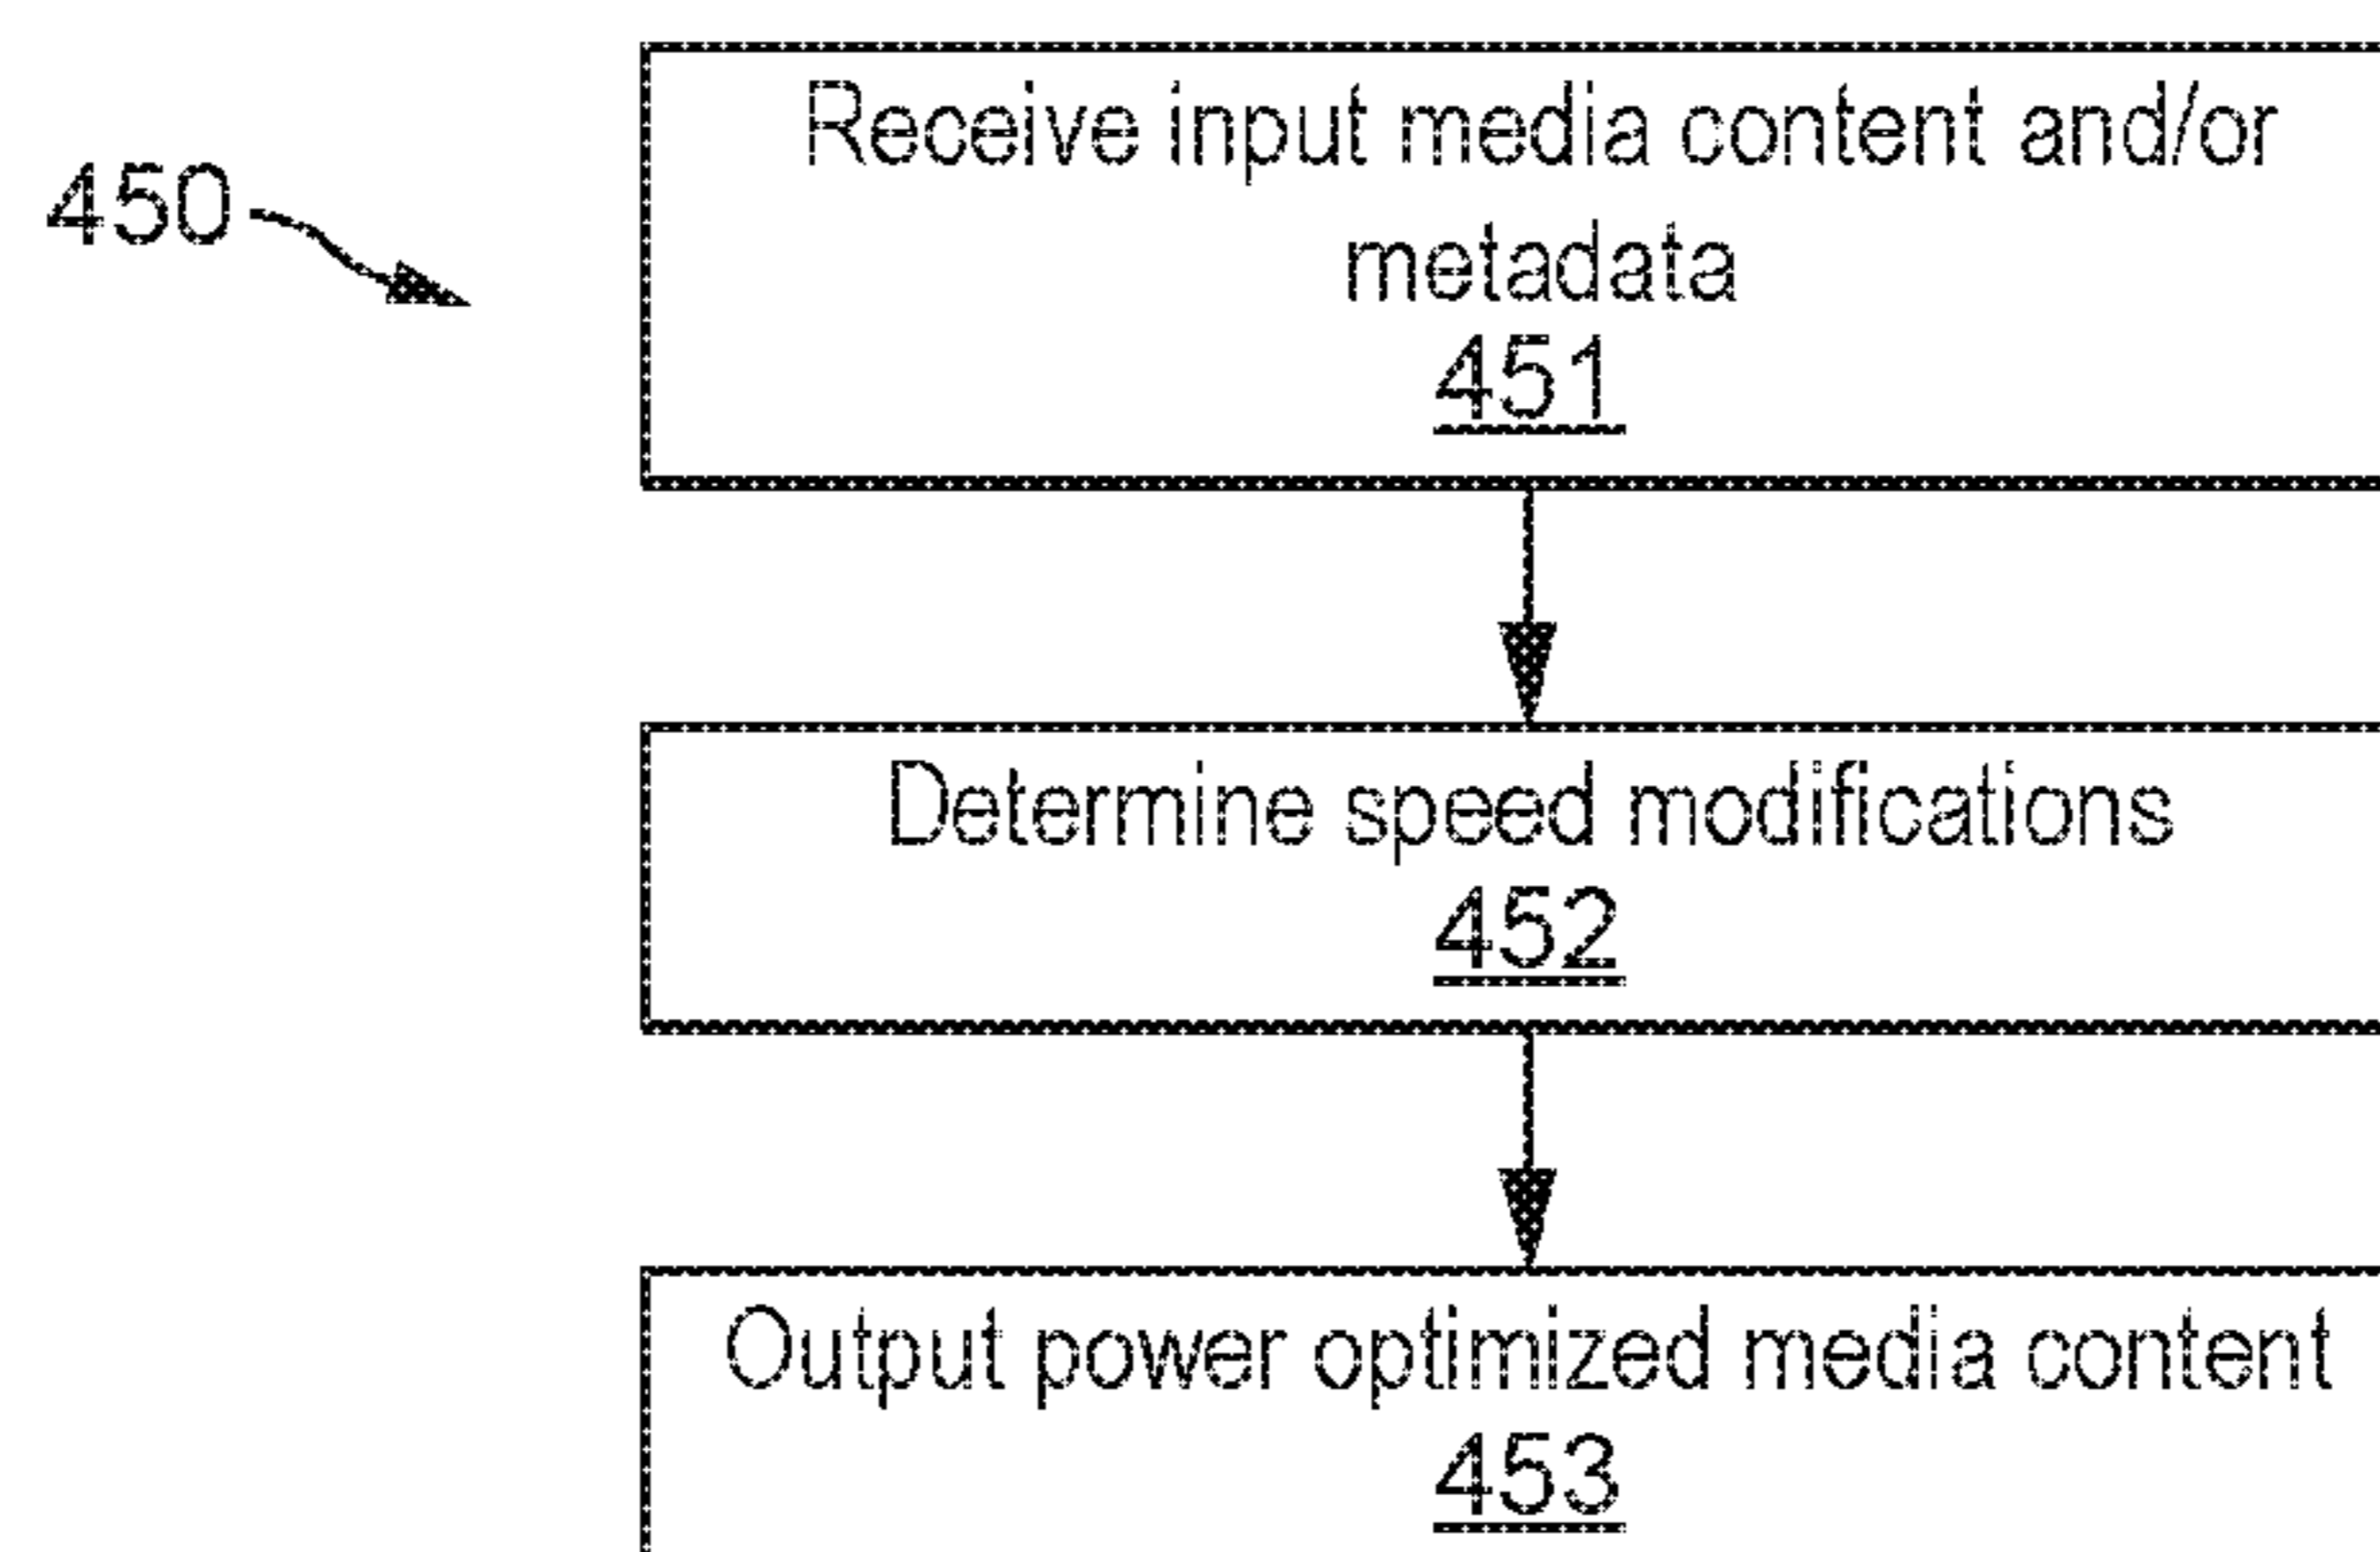 450
Receive input media content and/or
metadata
451
Determine speed modifications
452
Output power optimized media content
453